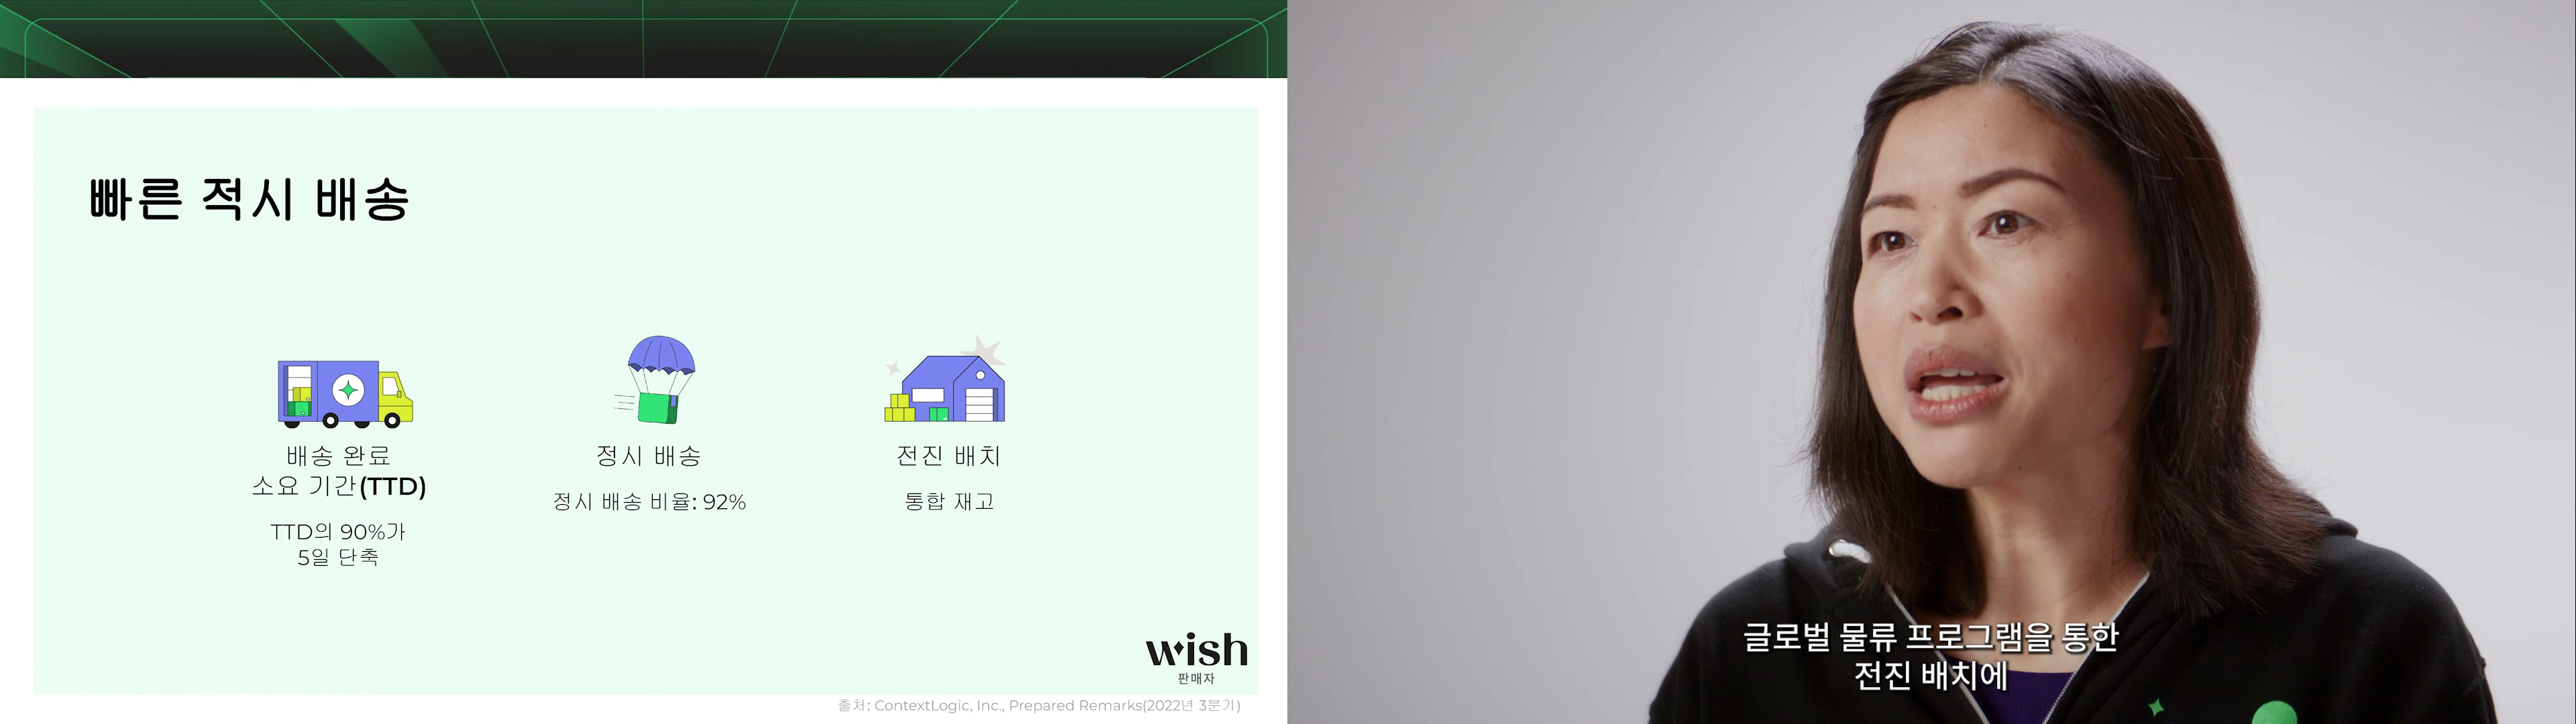 빠른 적시 배송
배송 완료
소요 기간(TTD)
TTD의 90%가
5일 단축
정시 배송
정시 배송 비율: 92%
전진 배치
통합 재고
wish
판매자
출처: ContextLogic, Inc., Prepared Remarks(2022년 3분기)
글로벌 물류 프로그램을 통한
전진 배치에